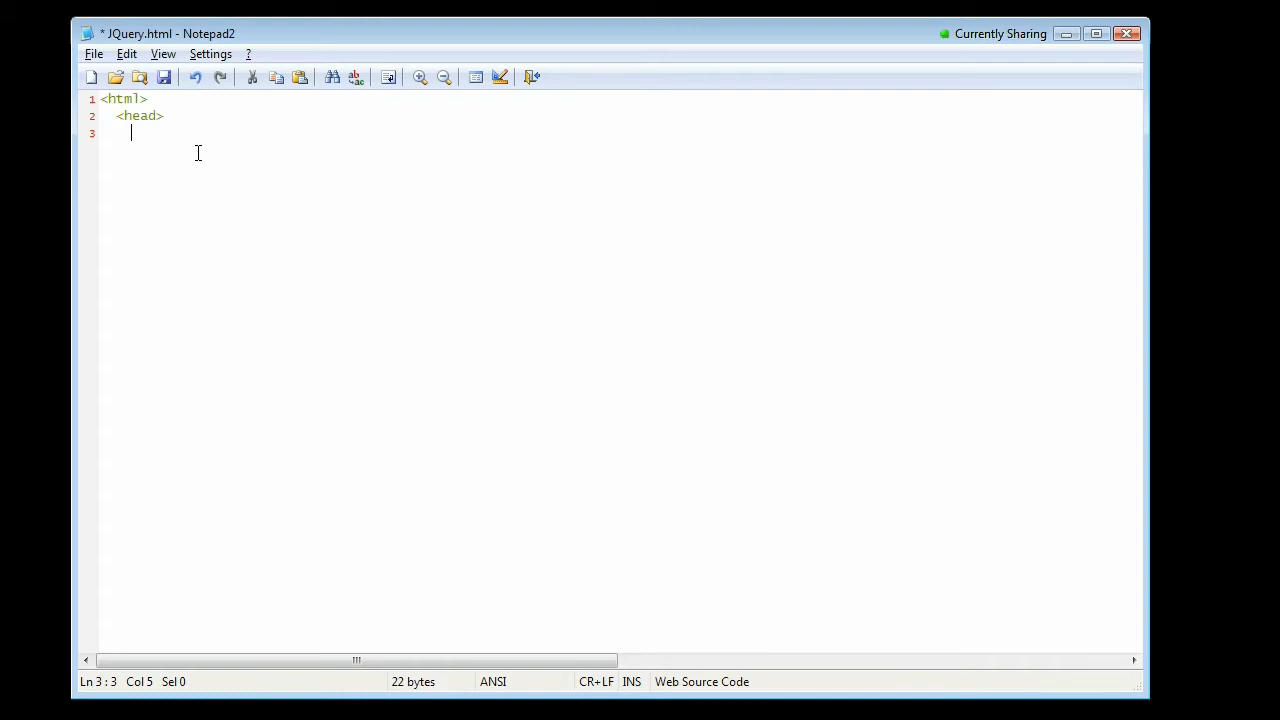 * JQuery.html - Notepad2
Currently Sharing
File Edit View Settings ?
1 <html>
2 <head>
3
Ln 3 : 3 Col 5 Sel 0 22 bytes ANSI CR+LF INS Web Source Code